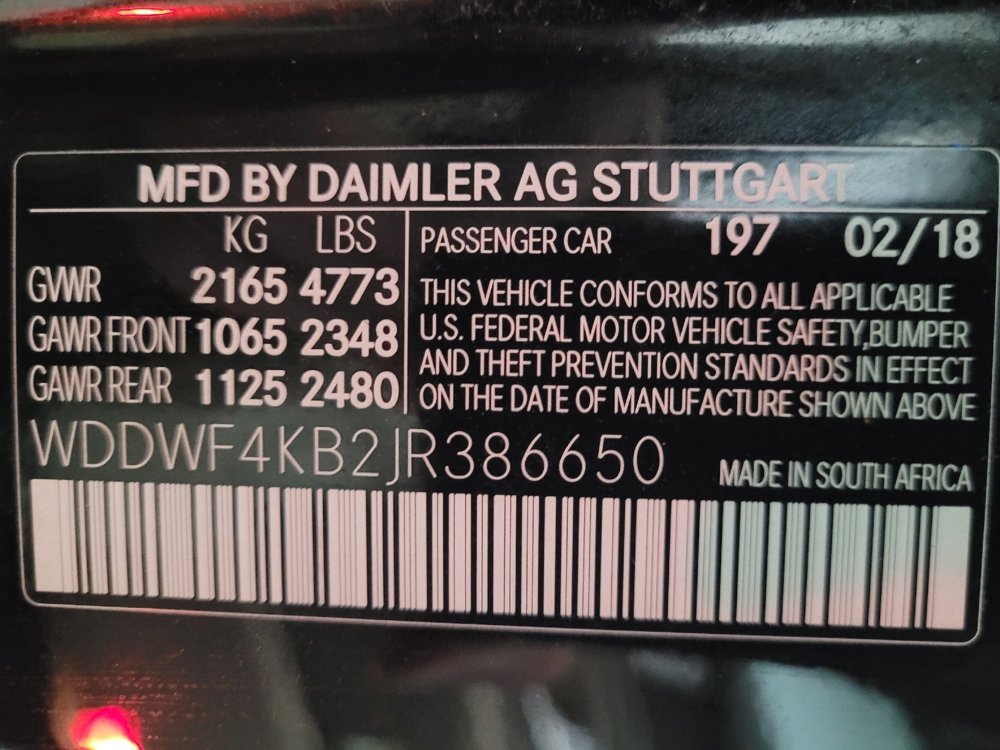 MFD BY DAIMLER AG STUTTGART
KG LBS
GVWR 2165 4773
GAWR FRONT 1065 2348
GAWR REAR 1125 2480
PASSENGER CAR 197 02/18
THIS VEHICLE CONFORMS TO ALL APPLICABLE
U.S. FEDERAL MOTOR VEHICLE SAFETY,BUMPER
AND THEFT PREVENTION STANDARDS IN EFFECT
ON THE DATE OF MANUFACTURE SHOWN ABOVE
WDDWF4KB2JR386650
MADE IN SOUTH AFRICA